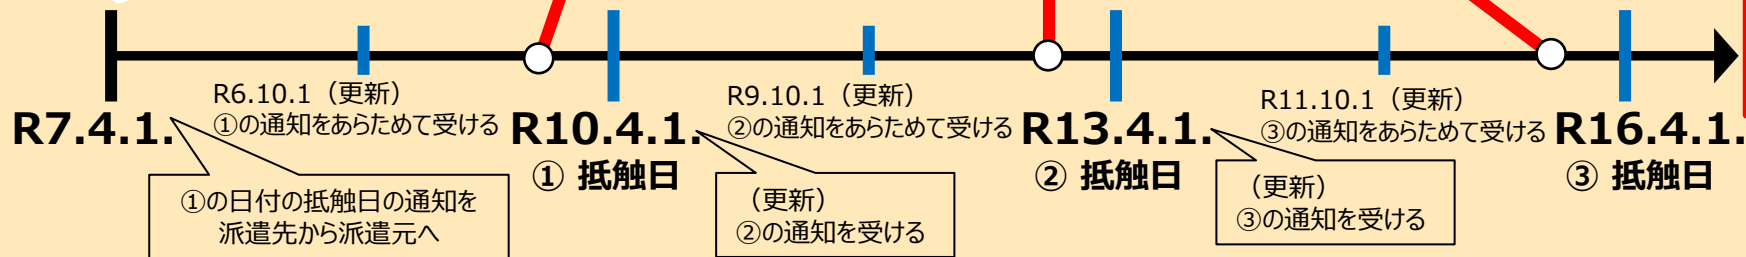 R6.10.1（更新）
①の通知をあらためて受ける
R9.10.1（更新）
②の通知をあらためて受ける
R11.10.1（更新）
③の通知をあらためて受ける
R7.4.1.
R10.4.1.
R13.4.1.
R16.4.1.
① 抵触日
② 抵触日
③ 抵触日
①の日付の抵触日の通知を
派遣先から派遣元へ
（更新）
②の通知を受ける
（更新）
③の通知を受ける